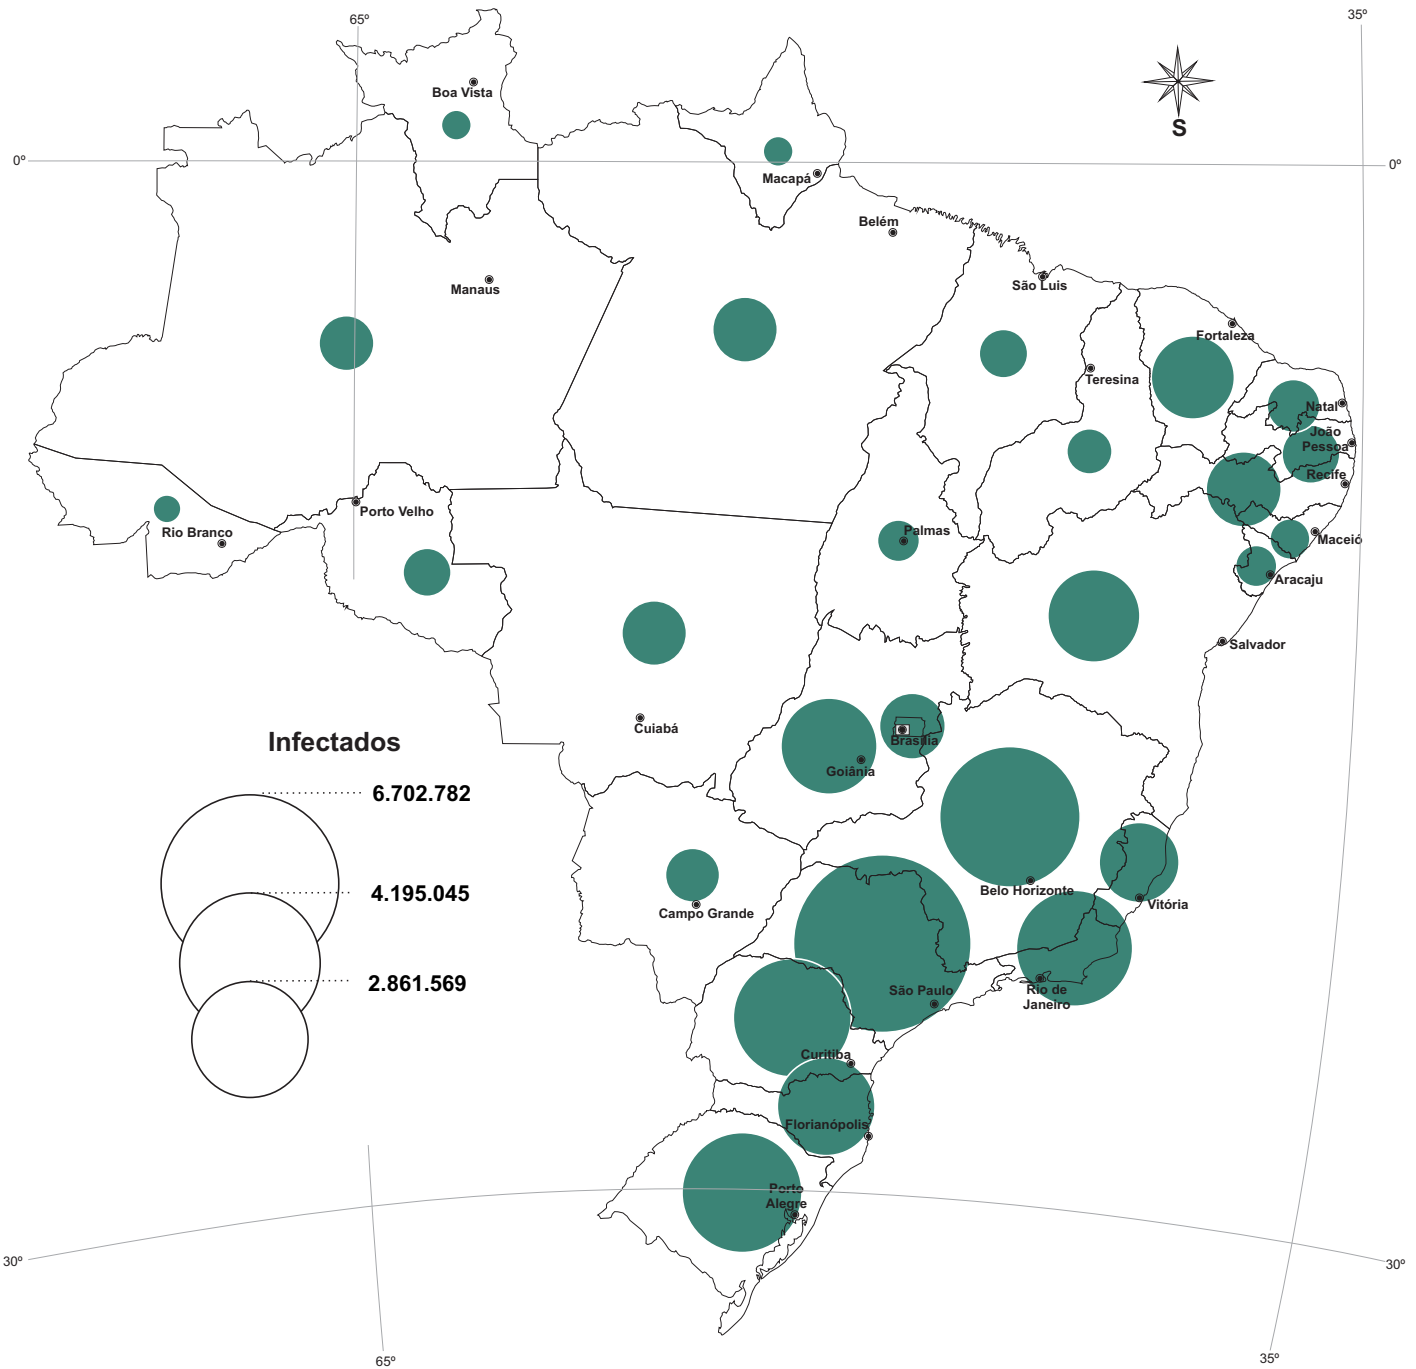 65º
35º
Boa Vista
S
0º
0º
Macapá
Belém
Manaus
São Luis
Fortaleza
Teresina
Natal
João
Pessoa
Recife
Porto Velho
Rio Branco
Palmas
Maceió
Aracaju
Salvador
Cuiabá
Brasília
Goiânia
Infectados
6.702.782
4.195.045
2.861.569
Belo Horizonte
Vitória
Campo Grande
São Paulo
Rio de
Janeiro
Curitiba
Florianópolis
Porto
Alegre
30º
30º
65º
35º